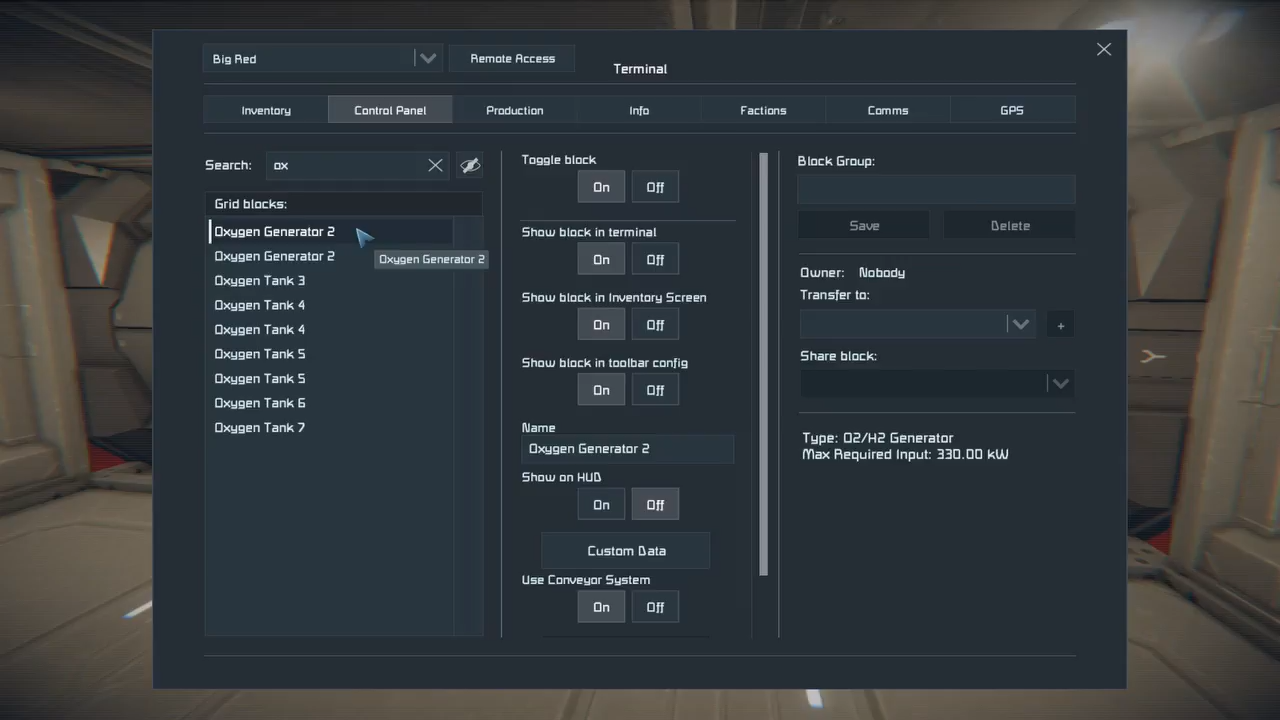 Big Red
Remote Access
Terminal
Inventory
Control Panel
Production
Info
Factions
Comms
GPS
Search:
ox
Grid blocks:
Oxygen Generator 2
Oxygen Generator 2
Oxygen Tank 3
Oxygen Tank 4
Oxygen Tank 4
Oxygen Tank 5
Oxygen Tank 5
Oxygen Tank 6
Oxygen Tank 7
Oxygen Generator 2
Toggle block
On
Off
Show block in terminal
On
Off
Show block in Inventory Screen
On
Off
Show block in toolbar config
On
Off
Name
Oxygen Generator 2
Show on HUD
On
Off
Custom Data
Use Conveyor System
On
Off
Block Group:
Save
Delete
Owner: Nobody
Transfer to:
+
Share block:
Type: O2/H2 Generator
Max Required Input: 330.00 kW